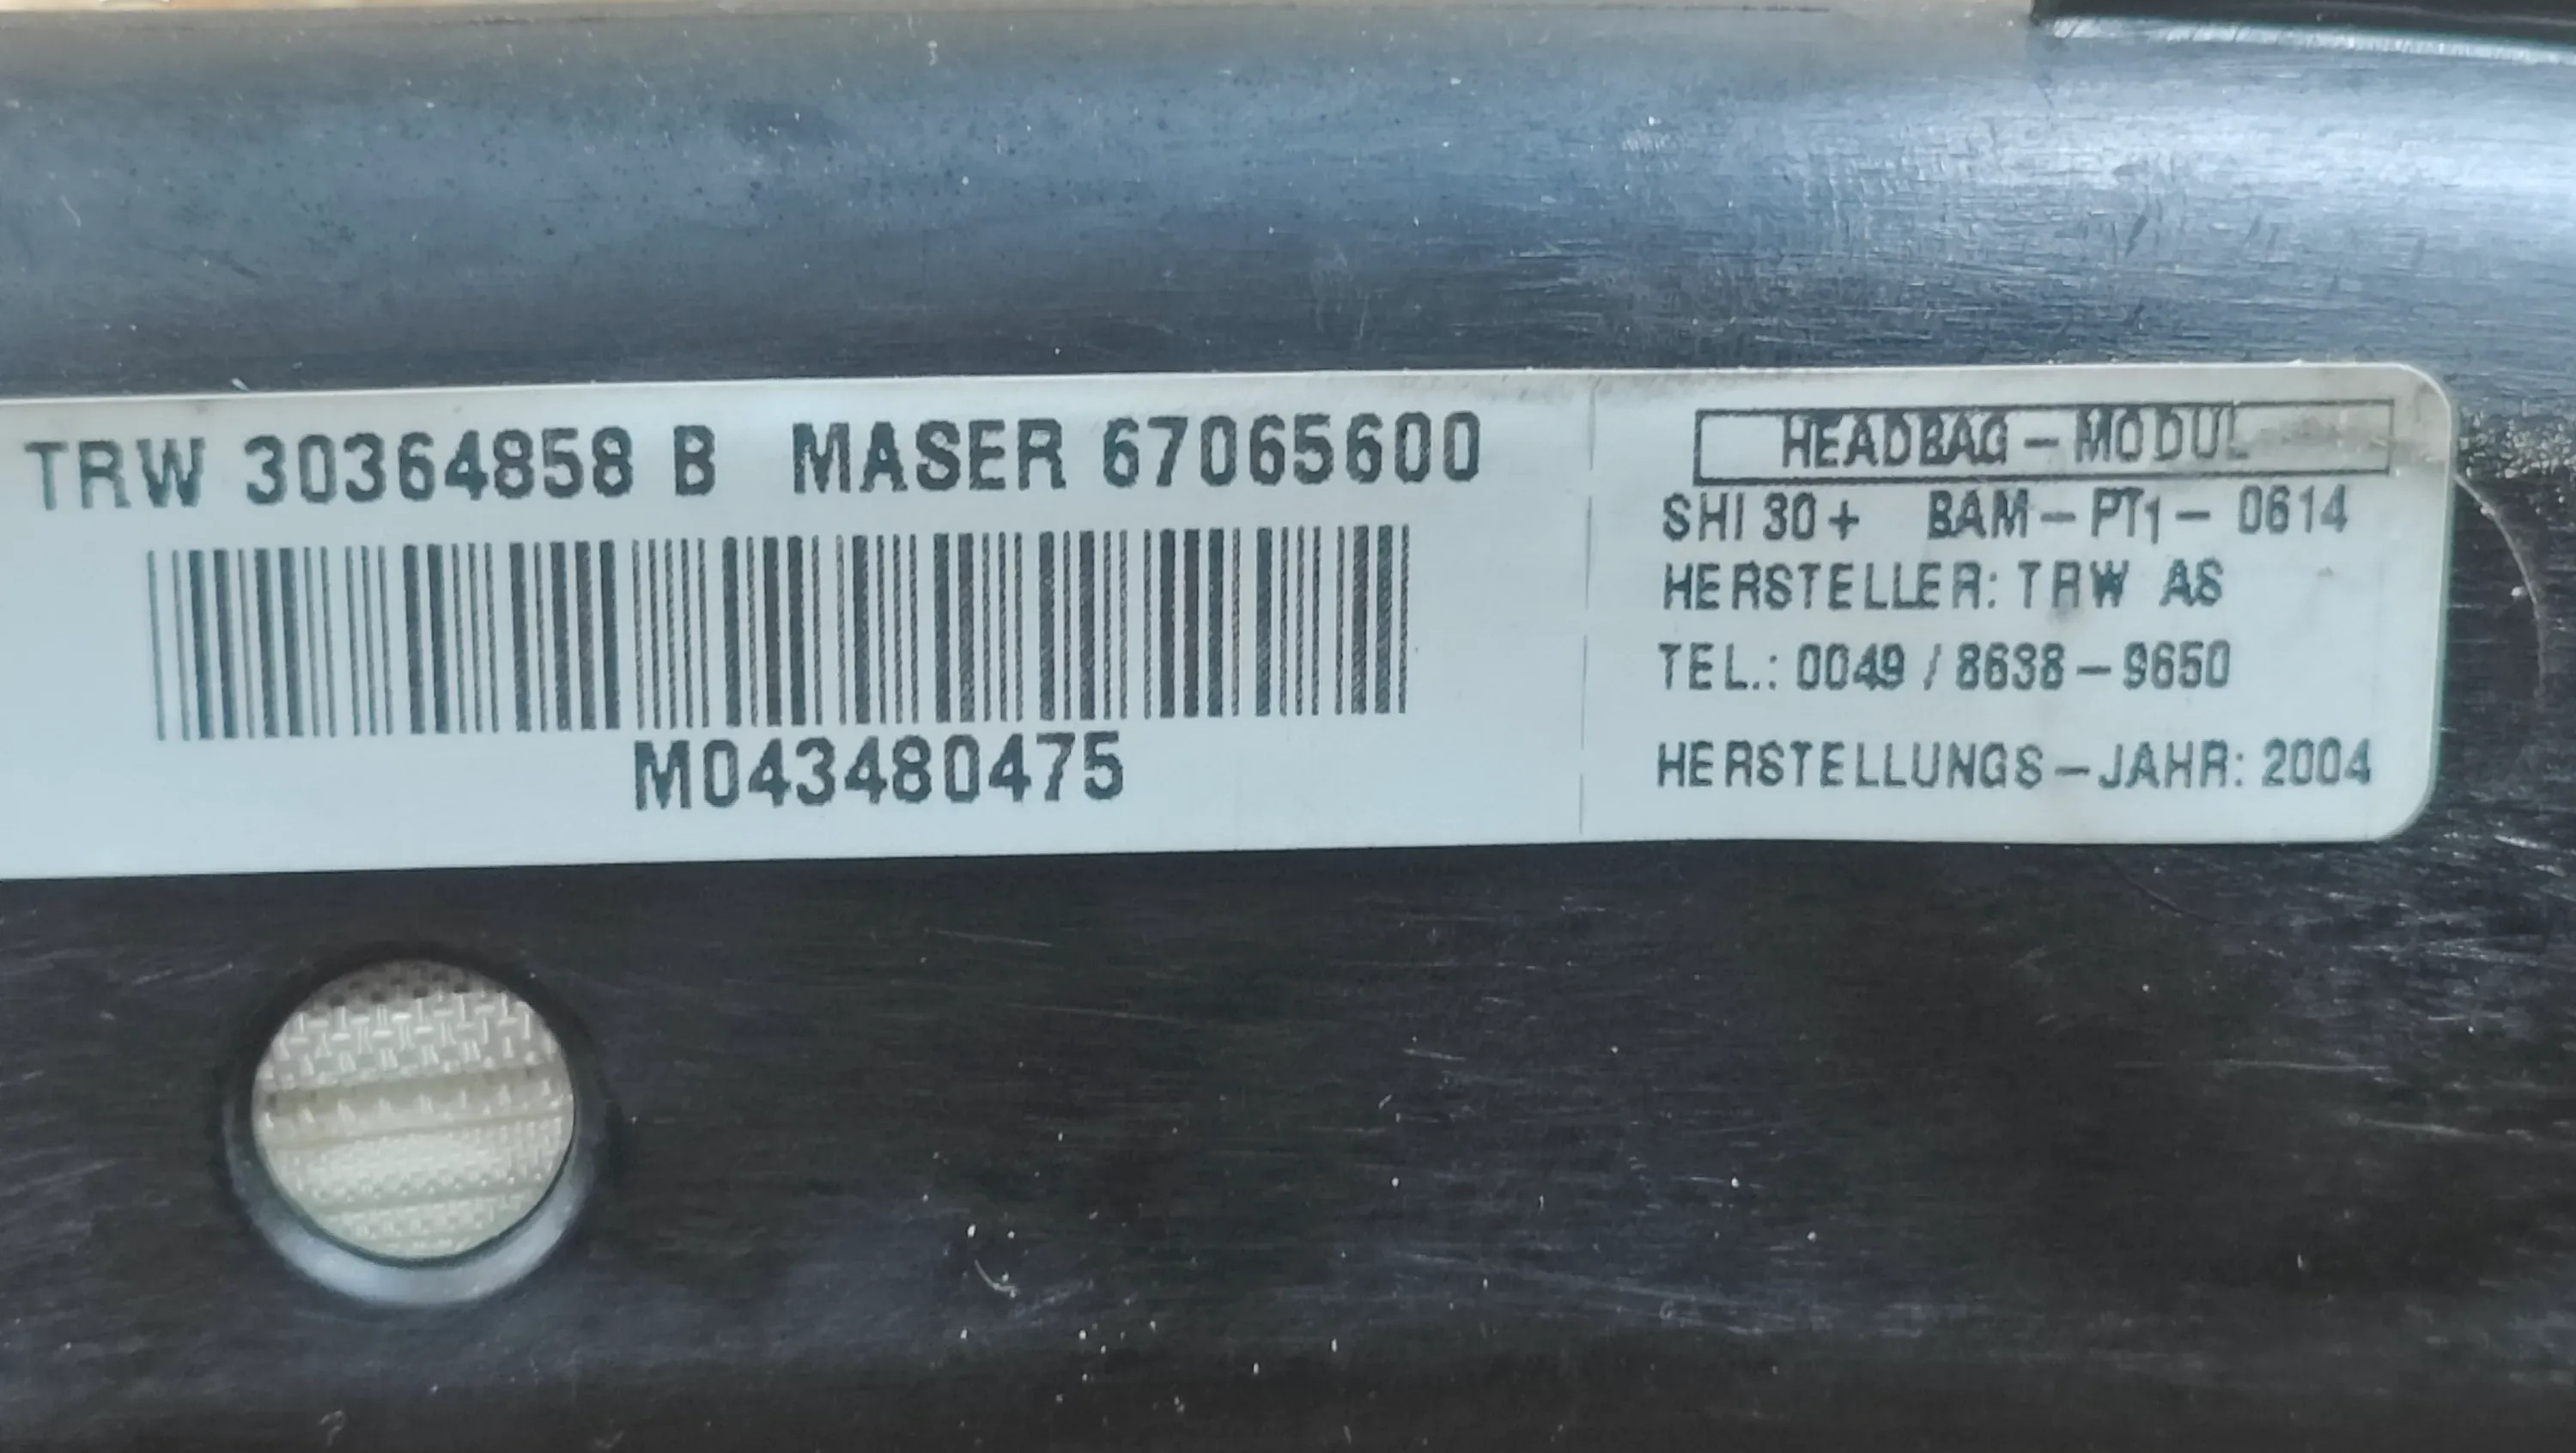 TRW 30364858 B MASER 67065600
M043480475
HEADBAG-MODUL
SHI 30+ BAM-PT1-0614
HERSTELLER: TRW AS
TEL.: 0049 / 8638-9650
HERSTELLUNGS-JAHR: 2004